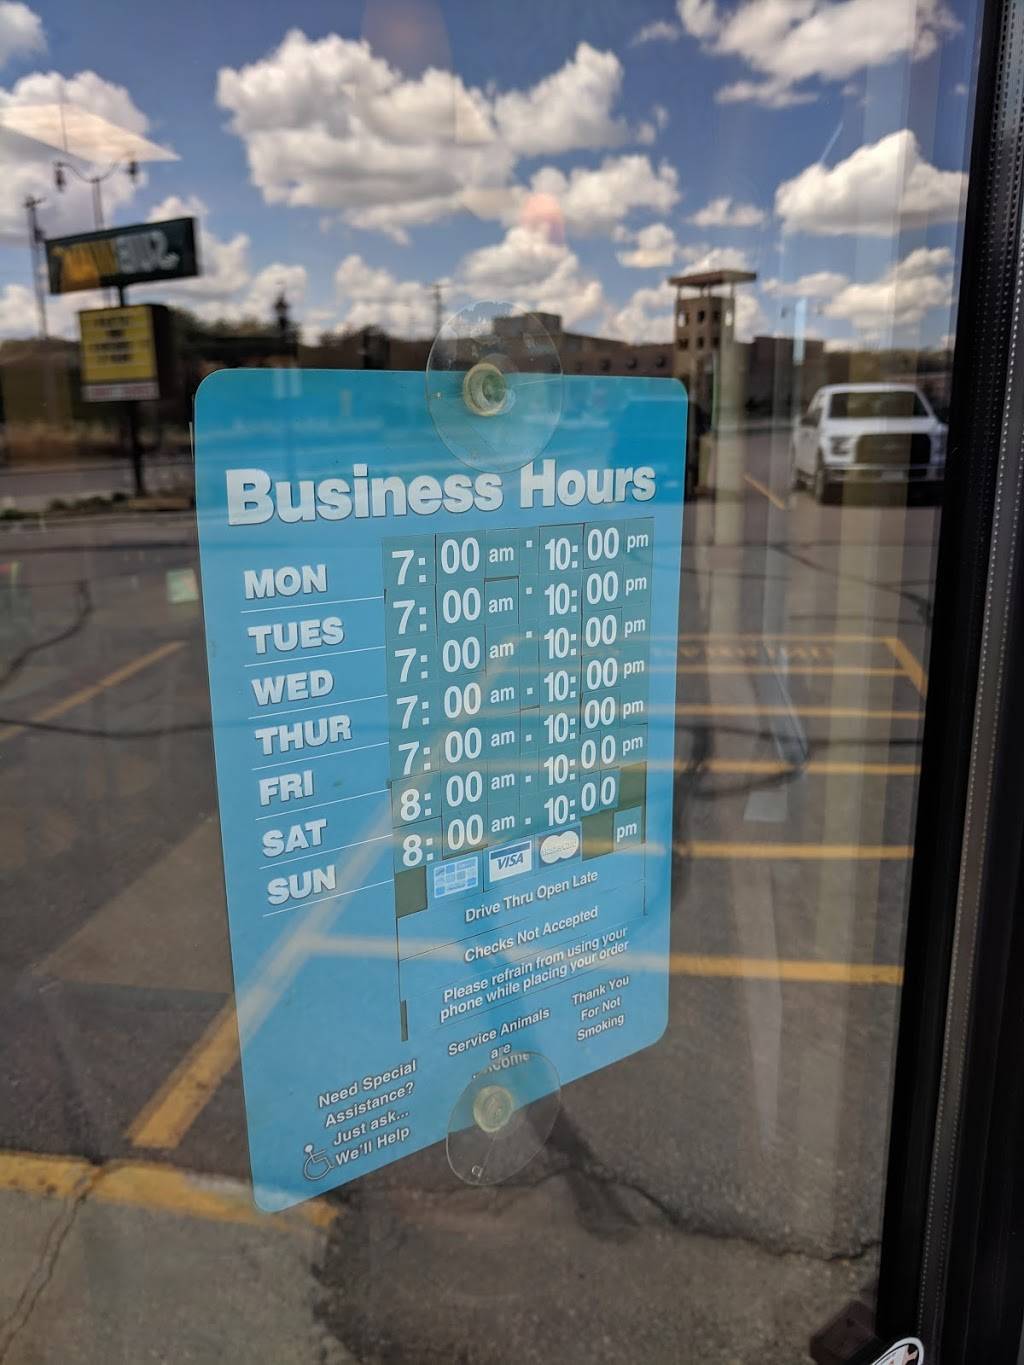 Business Hours
MON 7:00 am - 10:00 pm
TUES 7:00 am - 10:00 pm
WED 7:00 am - 10:00 pm
THUR 7:00 am - 10:00 pm
FRI 7:00 am - 10:00 pm
SAT 8:00 am - 10:00 pm
SUN 8:00 am - 10:00
pm
VISA
Drive Thru Open Late
Checks Not Accepted
Please refrain from using your
phone while placing your order
Service Animals
are
Thank You
For Not
Smoking
Need Special
Assistance?
Just ask...
We'll Help